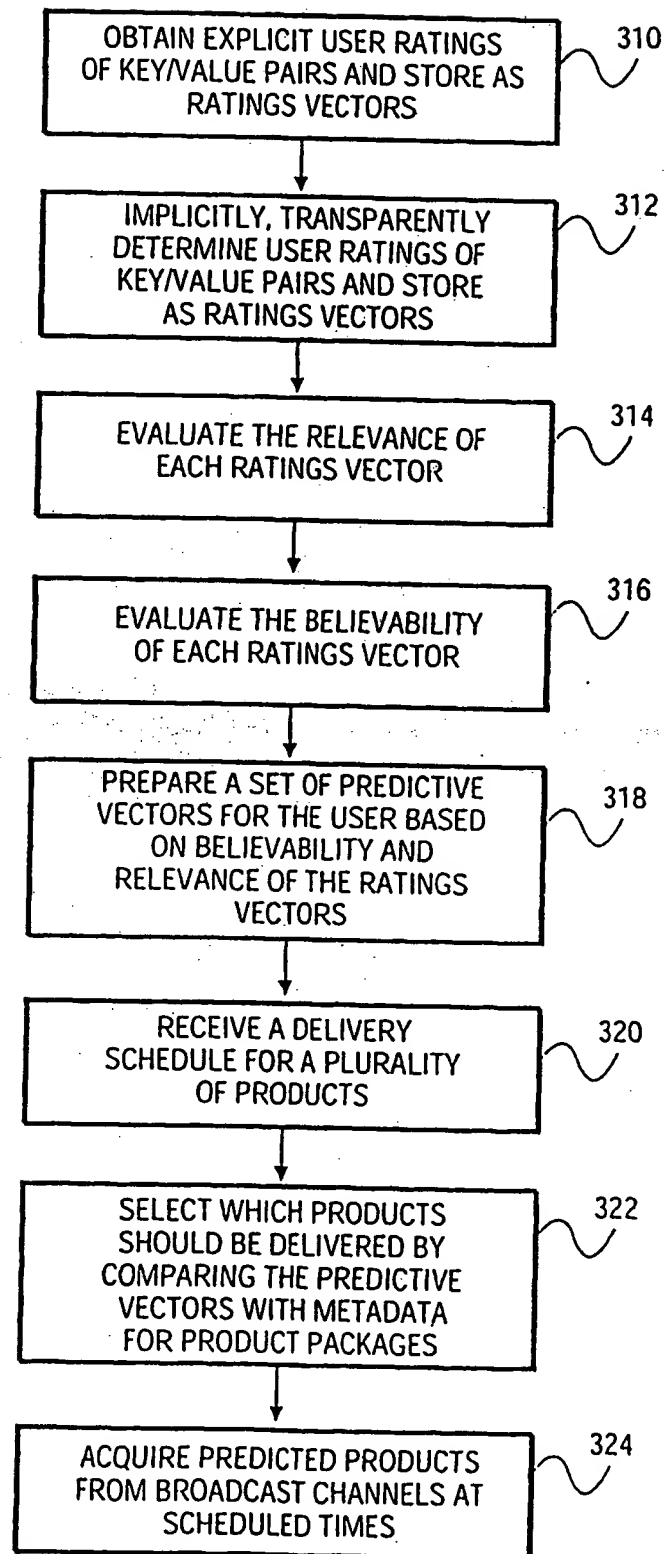 OBTAIN EXPLICIT USER RATINGS
OF KEY/VALUE PAIRS AND STORE AS
RATINGS VECTORS
310
IMPLICITLY, TRANSPARENTLY
DETERMINE USER RATINGS OF
KEY/VALUE PAIRS AND STORE
AS RATINGS VECTORS
312
EVALUATE THE RELEVANCE OF
EACH RATINGS VECTOR
314
EVALUATE THE BELIEVABILITY
OF EACH RATINGS VECTOR
316
PREPARE A SET OF PREDICTIVE
VECTORS FOR THE USER BASED
ON BELIEVABILITY AND
RELEVANCE OF THE RATINGS
VECTORS
318
RECEIVE A DELIVERY
SCHEDULE FOR A PLURALITY
OF PRODUCTS
320
SELECT WHICH PRODUCTS
SHOULD BE DELIVERED BY
COMPARING THE PREDICTIVE
VECTORS WITH METADATA
FOR PRODUCT PACKAGES
322
ACQUIRE PREDICTED PRODUCTS
FROM BROADCAST CHANNELS AT
SCHEDULED TIMES
324